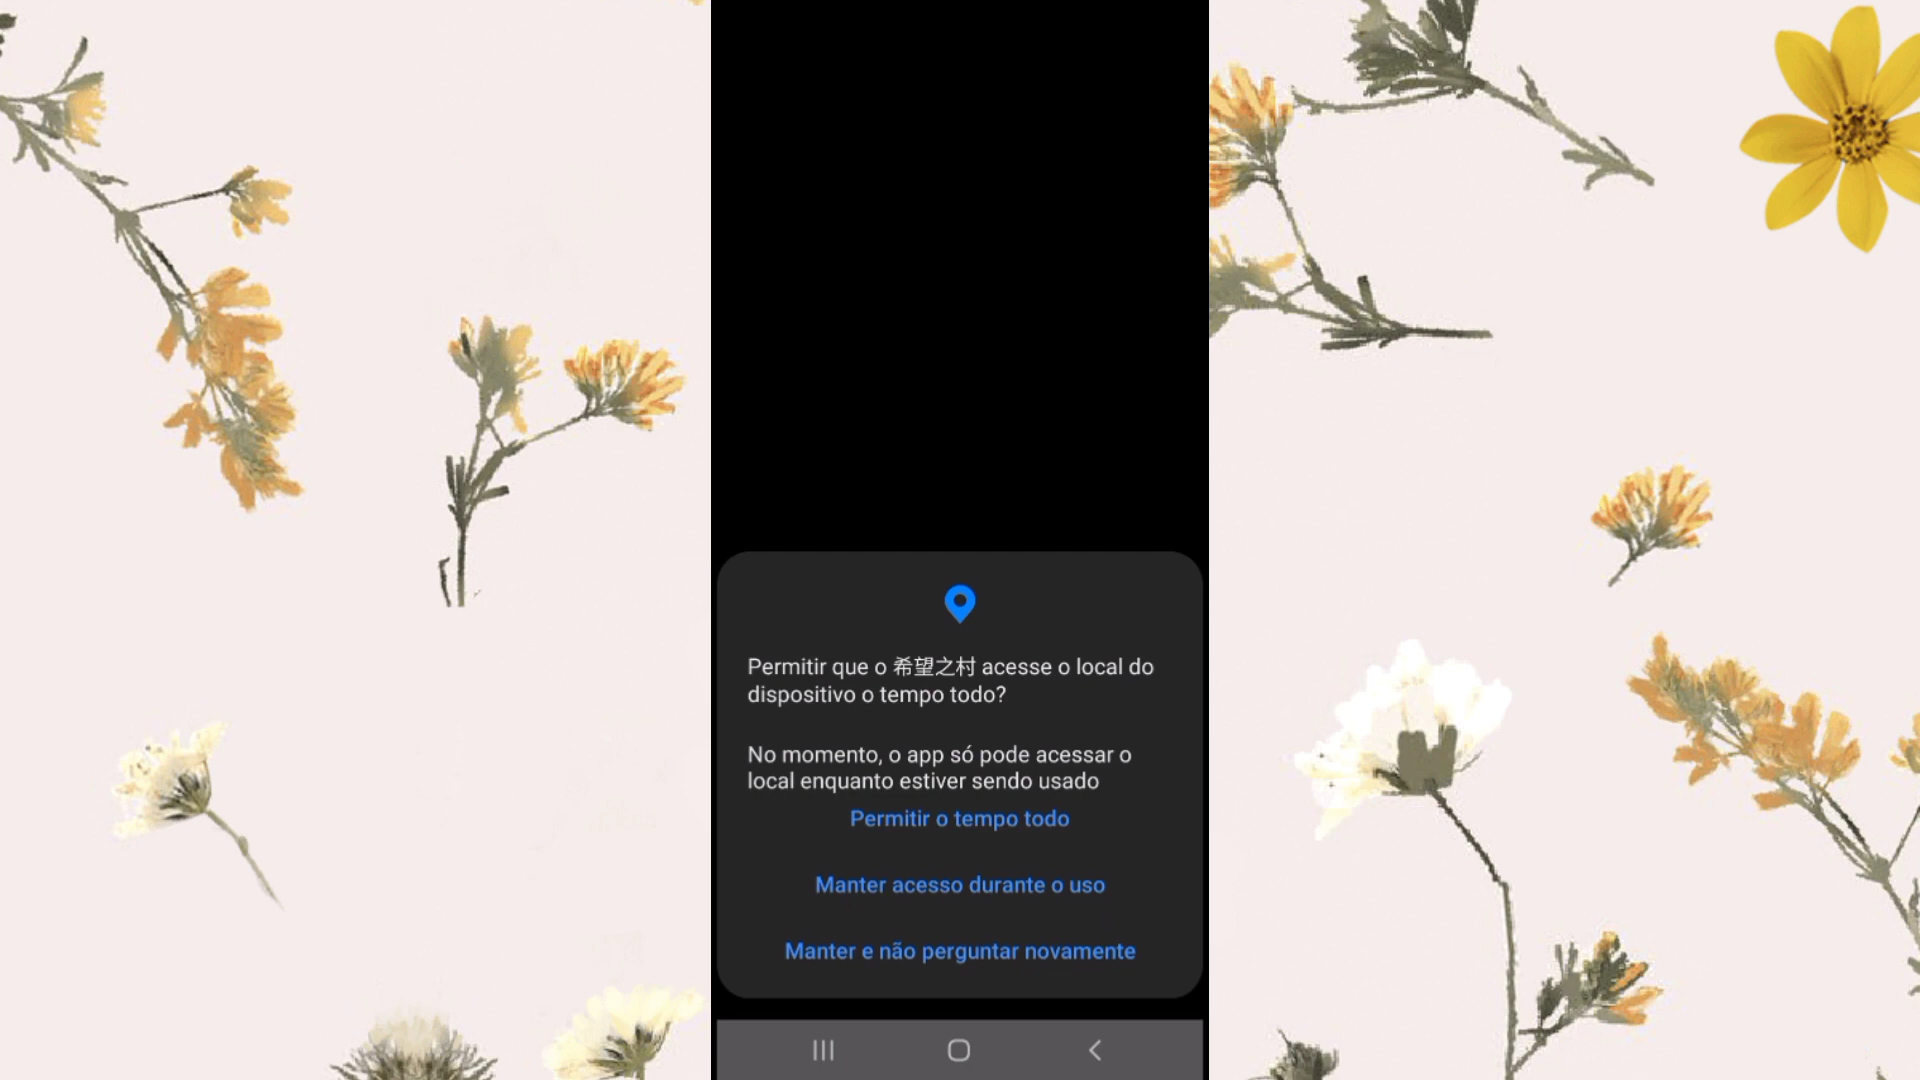 Permitir que o 希望之村 acesse o local do
dispositivo o tempo todo?
No momento, o app só pode acessar o
local enquanto estiver sendo usado
Permitir o tempo todo
Manter acesso durante o uso
Manter e não perguntar novamente